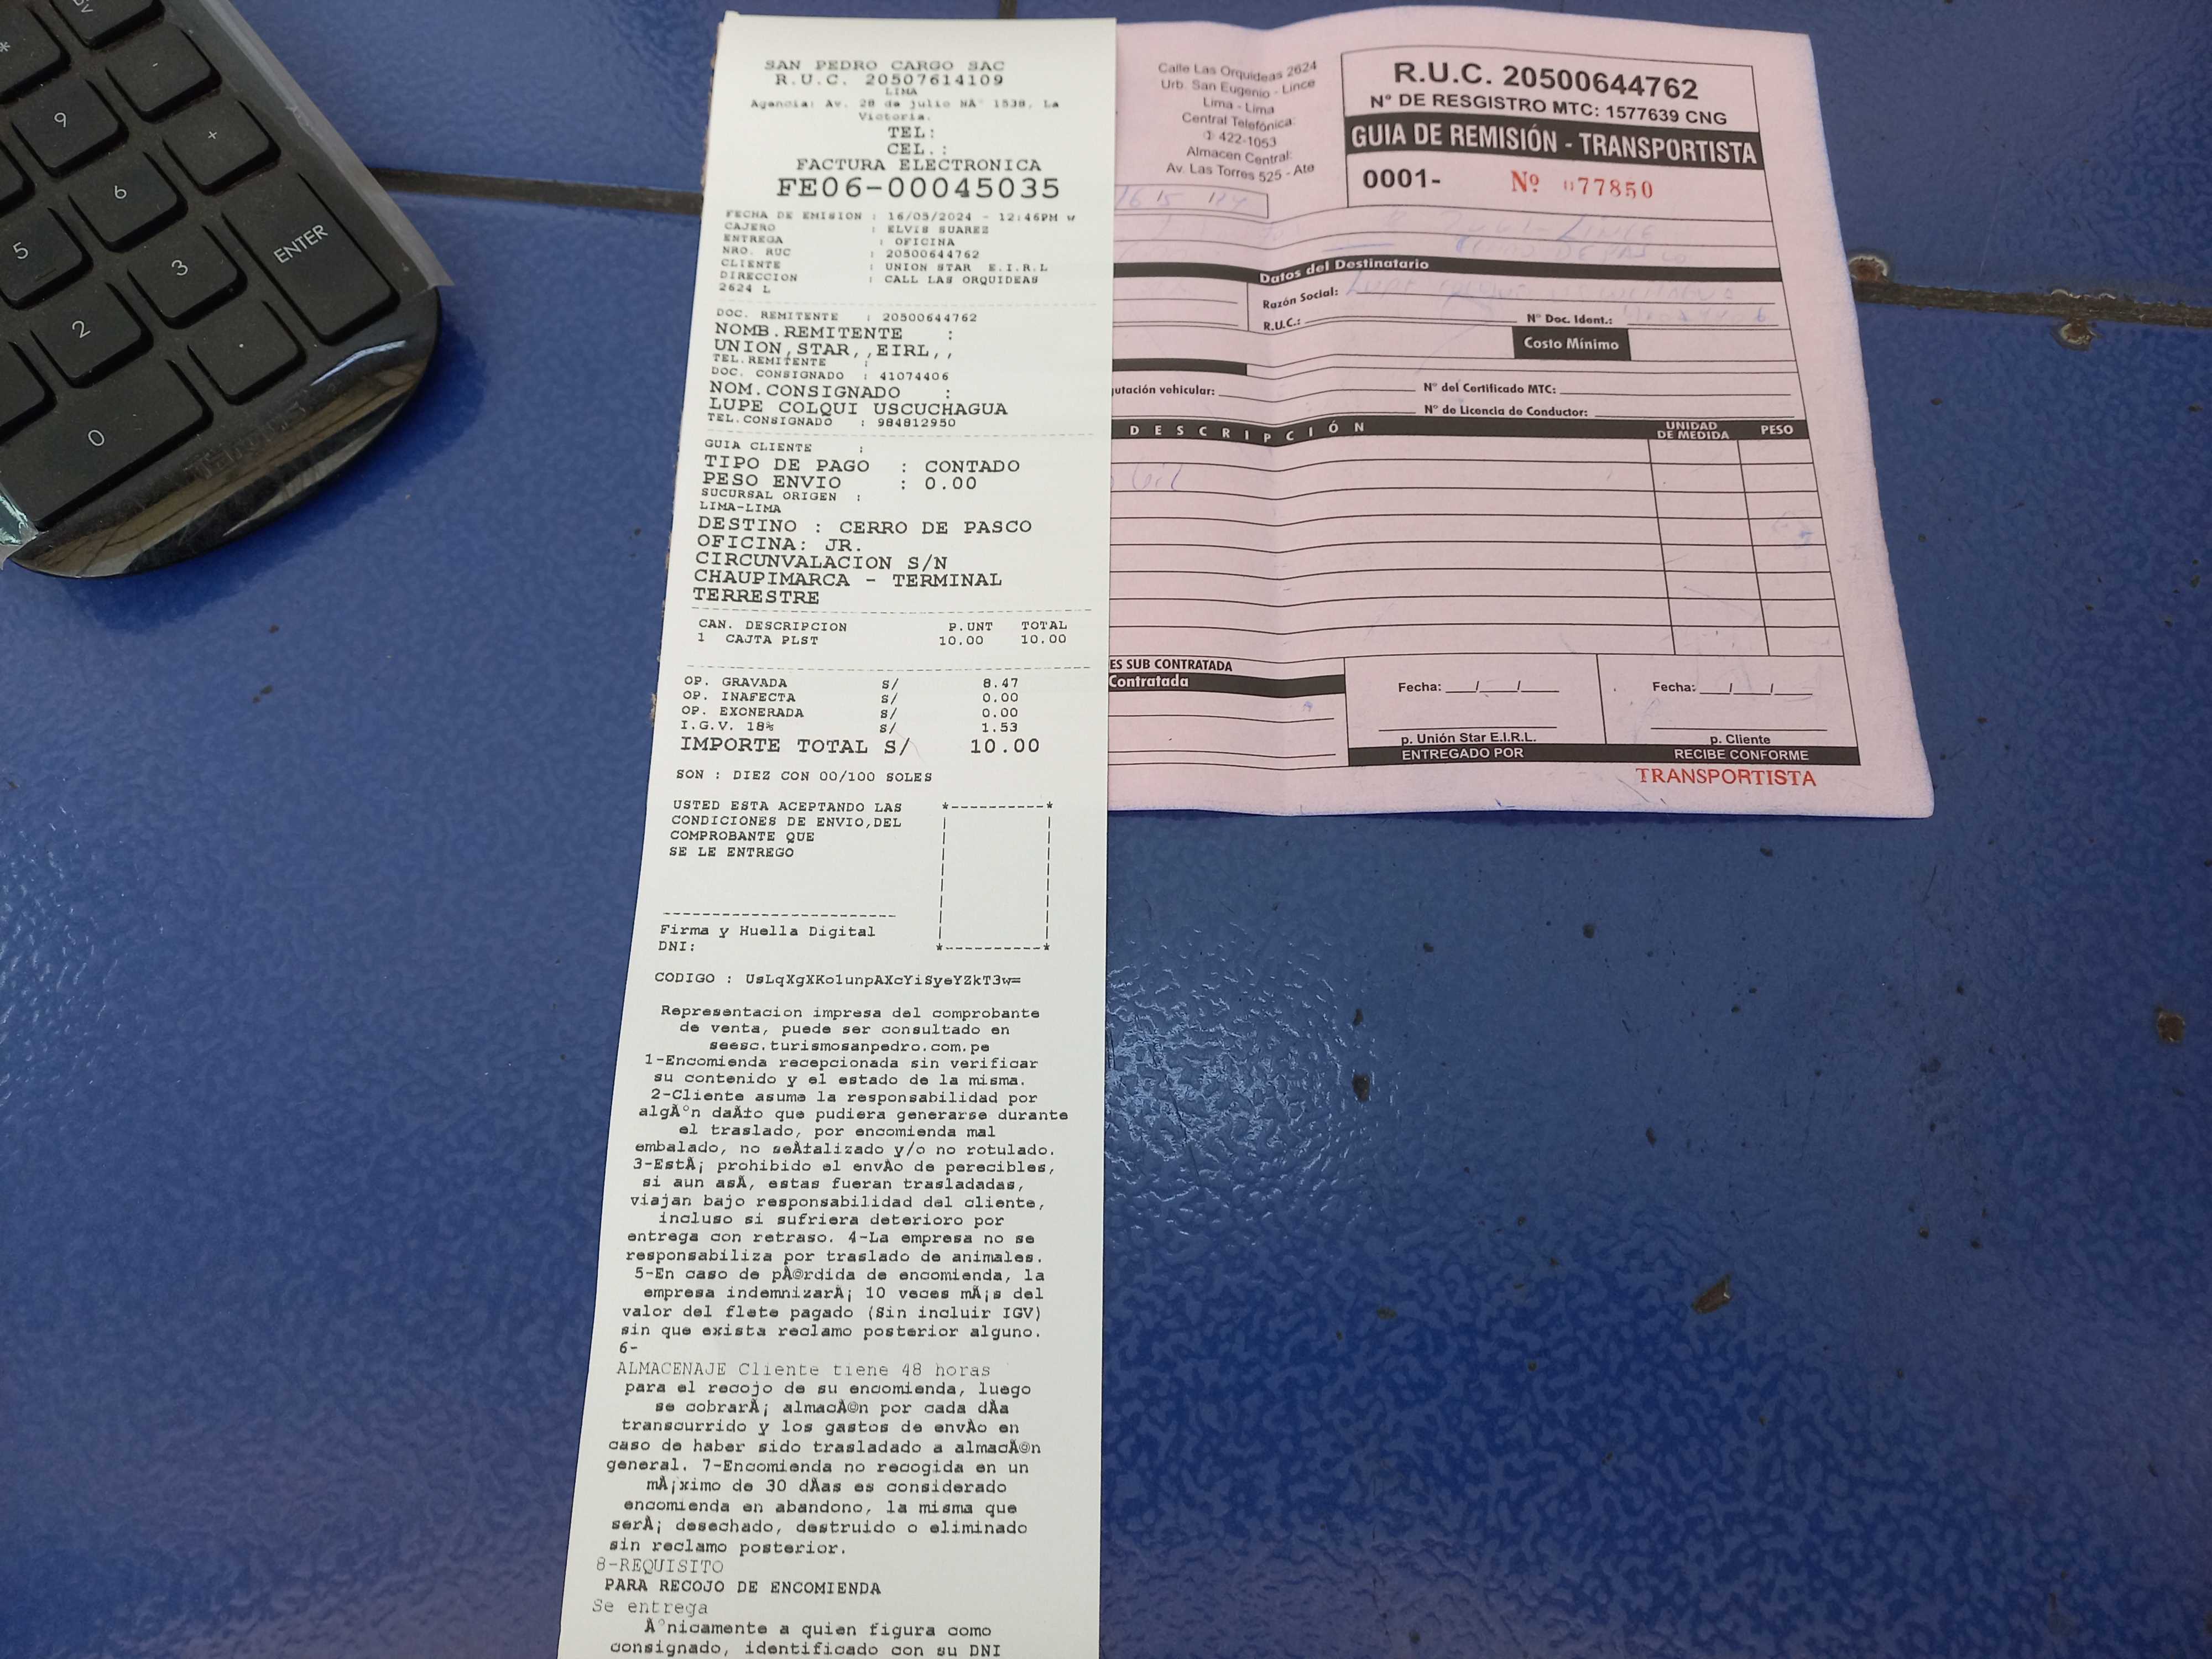 SAN PEDRO CARGO SAC
R.U.C. 20507614109
LIMA
Agencia: Av. 28 de julio NÂ° 1538, La
Victoria.
TEL:
CEL.:
FACTURA ELECTRONICA
FE06-00045035
FECHA DE EMISION : 16/05/2024 - 12:46PM w
CAJERO : ELVIS SUAREZ
ENTREGA : OFICINA
NRO. RUC : 20500644762
CLIENTE : UNION STAR E.I.R.L
DIRECCION : CALL LAS ORQUIDEAS
2624 L
DOC. REMITENTE : 20500644762
NOMB.REMITENTE :
UNION,STAR,,EIRL,,
TEL.REMITENTE :
DOC. CONSIGNADO : 41074406
NOM.CONSIGNADO :
LUPE COLQUI USCUCHAGUA
TEL.CONSIGNADO : 984812950
GUIA CLIENTE :
TIPO DE PAGO : CONTADO
PESO ENVIO : 0.00
SUCURSAL ORIGEN :
LIMA-LIMA
DESTINO : CERRO DE PASCO
OFICINA: JR.
CIRCUNVALACION S/N
CHAUPIMARCA - TERMINAL
TERRESTRE
CAN. DESCRIPCION P.UNT TOTAL
1 CAJTA PLST 10.00 10.00
OP. GRAVADA S/ 8.47
OP. INAFECTA S/ 0.00
OP. EXONERADA S/ 0.00
I.G.V. 18% S/ 1.53
IMPORTE TOTAL S/ 10.00
SON : DIEZ CON 00/100 SOLES
USTED ESTA ACEPTANDO LAS
CONDICIONES DE ENVIO,DEL
COMPROBANTE QUE
SE LE ENTREGO
Firma y Huella Digital
DNI:
CODIGO : UsLqXgXKo1unpAXcYiSyeYZkT3w=
Representacion impresa del comprobante
de venta, puede ser consultado en
seesc.turismosanpedro.com.pe
1-Encomienda recepcionada sin verificar
su contenido y el estado de la misma.
2-Cliente asume la responsabilidad por
algÃºn daÃ±o que pudiera generarse durante
el traslado, por encomienda mal
embalado, no seÃ±alizado y/o no rotulado.
3-EstÃ¡ prohibido el envÃ­o de perecibles,
si aun asÃ­, estas fueran trasladadas,
viajan bajo responsabilidad del cliente,
incluso si sufriera deterioro por
entrega con retraso. 4-La empresa no se
responsabiliza por traslado de animales.
5-En caso de pÃ©rdida de encomienda, la
empresa indemnizarÃ¡ 10 veces mÃ¡s del
valor del flete pagado (Sin incluir IGV)
sin que exista reclamo posterior alguno.
6-
ALMACENAJE Cliente tiene 48 horas
para el recojo de su encomienda, luego
se cobrarÃ¡ almacÃ©n por cada dÃ­a
transcurrido y los gastos de envÃ­o en
caso de haber sido trasladado a almacÃ©n
general. 7-Encomienda no recogida en un
mÃ¡ximo de 30 dÃ­as es considerado
encomienda en abandono, la misma que
serÃ¡ desechado, destruido o eliminado
sin reclamo posterior.
8-REQUISITO
PARA RECOJO DE ENCOMIENDA
Se entrega
Ãºnicamente a quien figura como
consignado, identificado con su DNI
Calle Las Orquideas 2624
Urb. San Eugenio - Lince
Lima - Lima
Central Telefónica:
422-1053
Almacen Central:
Av. Las Torres 525 - Ate
R.U.C. 20500644762
N° DE RESGISTRO MTC: 1577639 CNG
GUIA DE REMISIÓN - TRANSPORTISTA
0001- Nº 077850
Datos del Destinatario
Razón Social:
R.U.C.: N° Doc. Ident.:
Costo Mínimo
utación vehicular: N° del Certificado MTC:
N° de Licencia de Conductor:
DESCRIPCIÓN UNIDAD DE MEDIDA PESO
ES SUB CONTRATADA
Contratada
Fecha: / / Fecha: / /
p. Unión Star E.I.R.L. p. Cliente
ENTREGADO POR RECIBE CONFORME
TRANSPORTISTA
9
+
6
5
3
ENTER
2
.
0